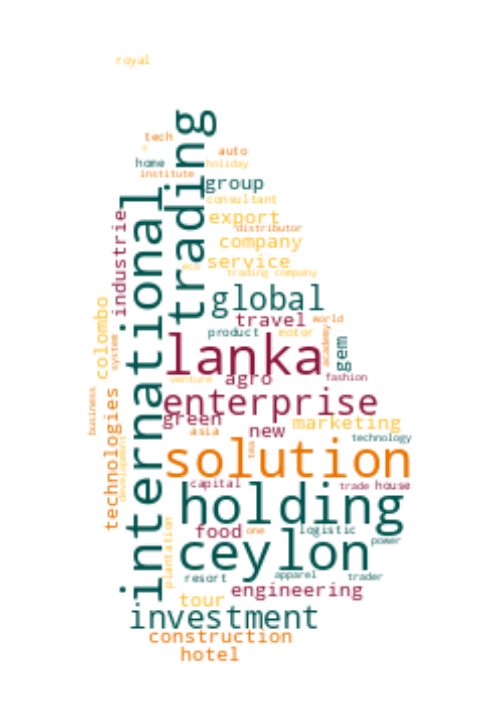 royal
trading
tech
auto
s
home
holiday
institute
group
international
consultant
industrie
export
distributor
company
service
eco
trading company
global
colombo
travel
world
product
motor
system
academy
lanka
gem
venture
agro
fashion
business
technologies
enterprise
green
marketing
asia
new
technology
development
tea
solution
capital
trade
house
holding
plantation
food
one
logistic
ceylon
power
resort
apparel
trader
engineering
tour
investment
construction
hotel